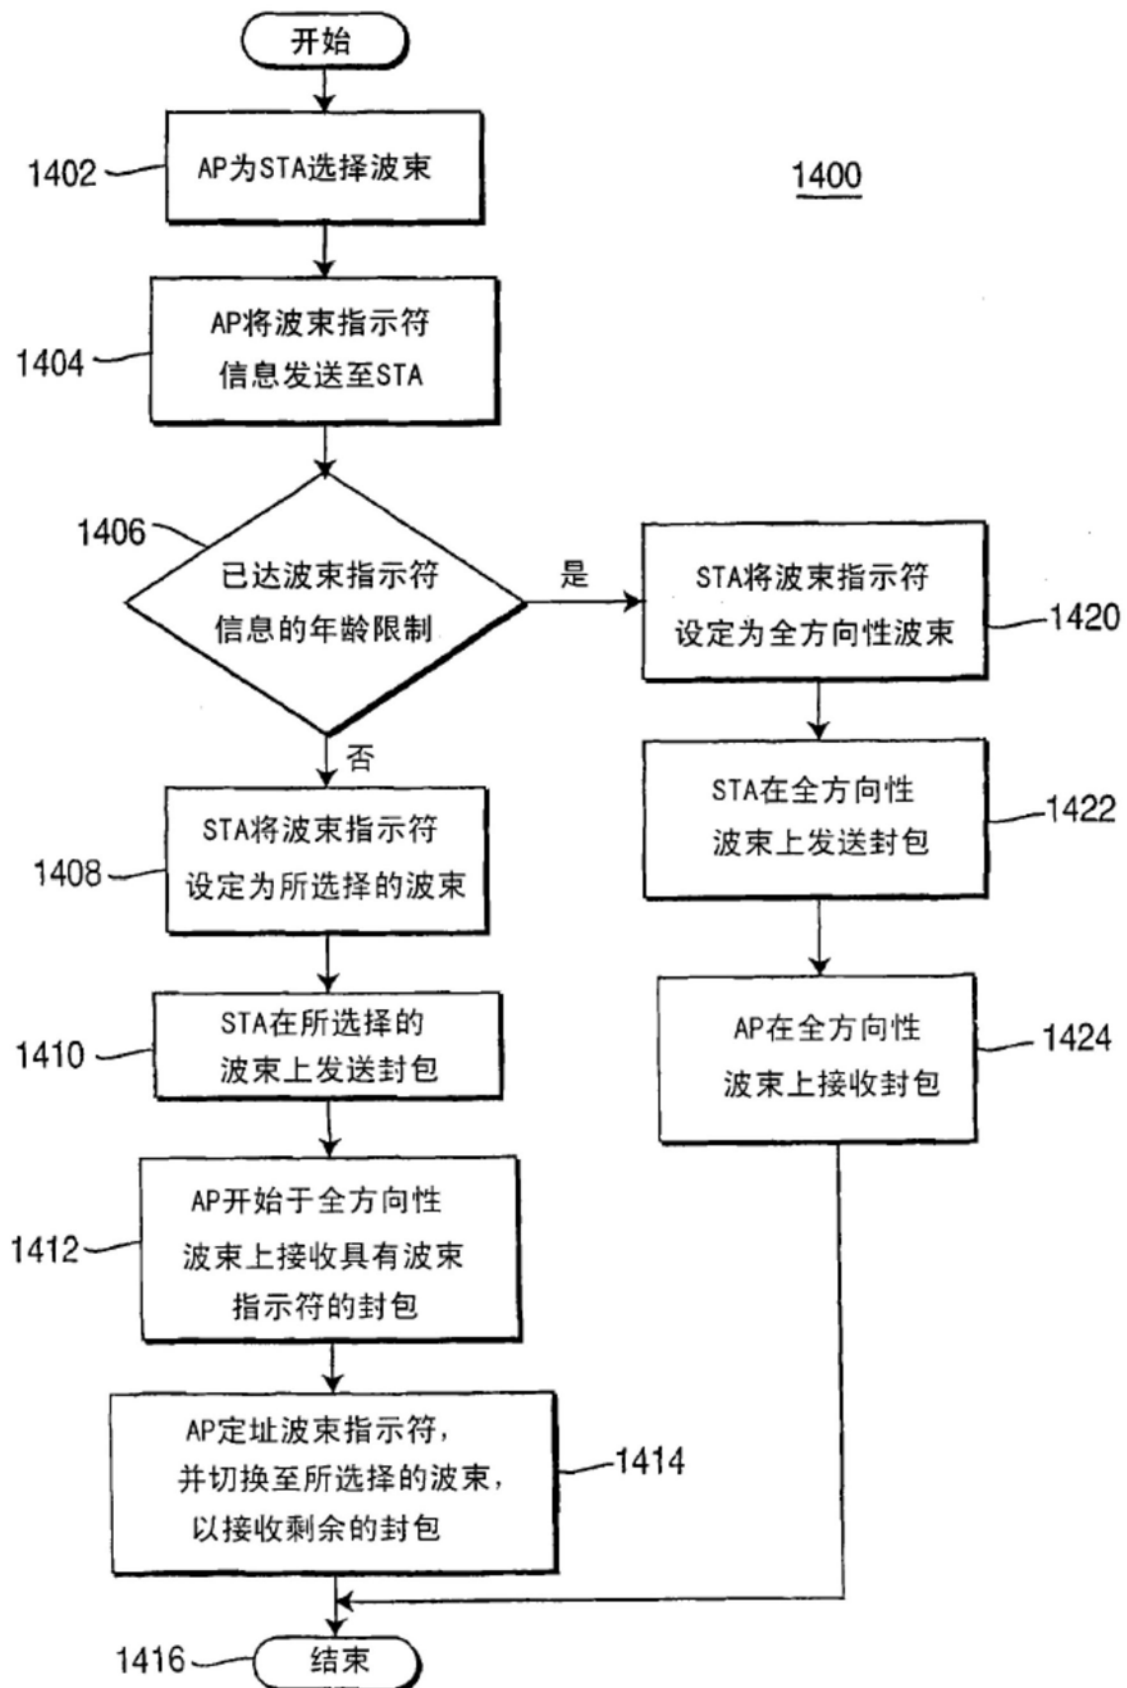 开始
1400
1402
AP为STA选择波束
1404
AP将波束指示符
信息发送至STA
1406
已达波束指示符
信息的年龄限制
是
否
STA将波束指示符
设定为全方向性波束
1420
STA在全方向性
波束上发送封包
1422
AP在全方向性
波束上接收封包
1424
1408
STA将波束指示符
设定为所选择的波束
1410
STA在所选择的
波束上发送封包
1412
AP开始于全方向性
波束上接收具有波束
指示符的封包
AP定址波束指示符，
并切换至所选择的波束，
以接收剩余的封包
1414
1416
结束